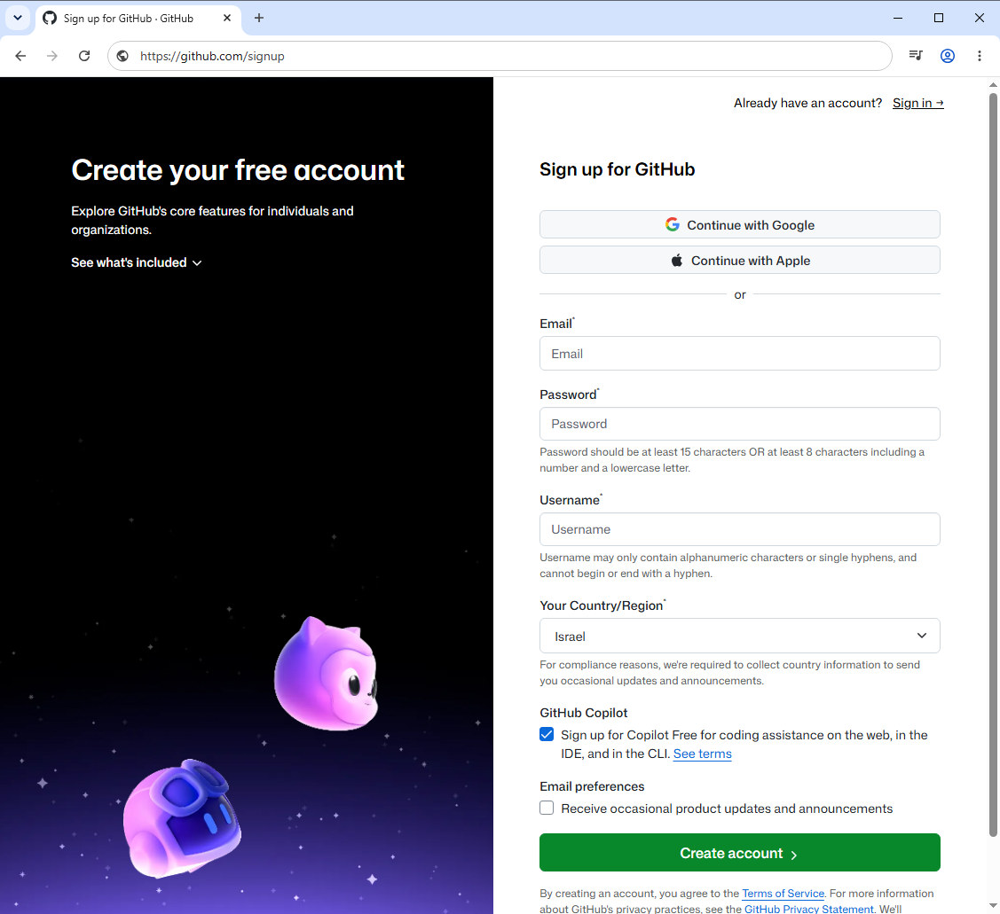 Sign up for GitHub · GitHub
https://github.com/signup
Create your free account
Explore GitHub's core features for individuals and
organizations.
See what's included
Already have an account? Sign in →
Sign up for GitHub
Continue with Google
Continue with Apple
or
Email*
Email
Password*
Password
Password should be at least 15 characters OR at least 8 characters including a
number and a lowercase letter.
Username*
Username
Username may only contain alphanumeric characters or single hyphens, and
cannot begin or end with a hyphen.
Your Country/Region*
Israel
For compliance reasons, we're required to collect country information to send
you occasional updates and announcements.
GitHub Copilot
Sign up for Copilot Free for coding assistance on the web, in the
IDE, and in the CLI. See terms
Email preferences
Receive occasional product updates and announcements
Create account
By creating an account, you agree to the Terms of Service. For more information
about GitHub's privacy practices, see the GitHub Privacy Statement. We'll